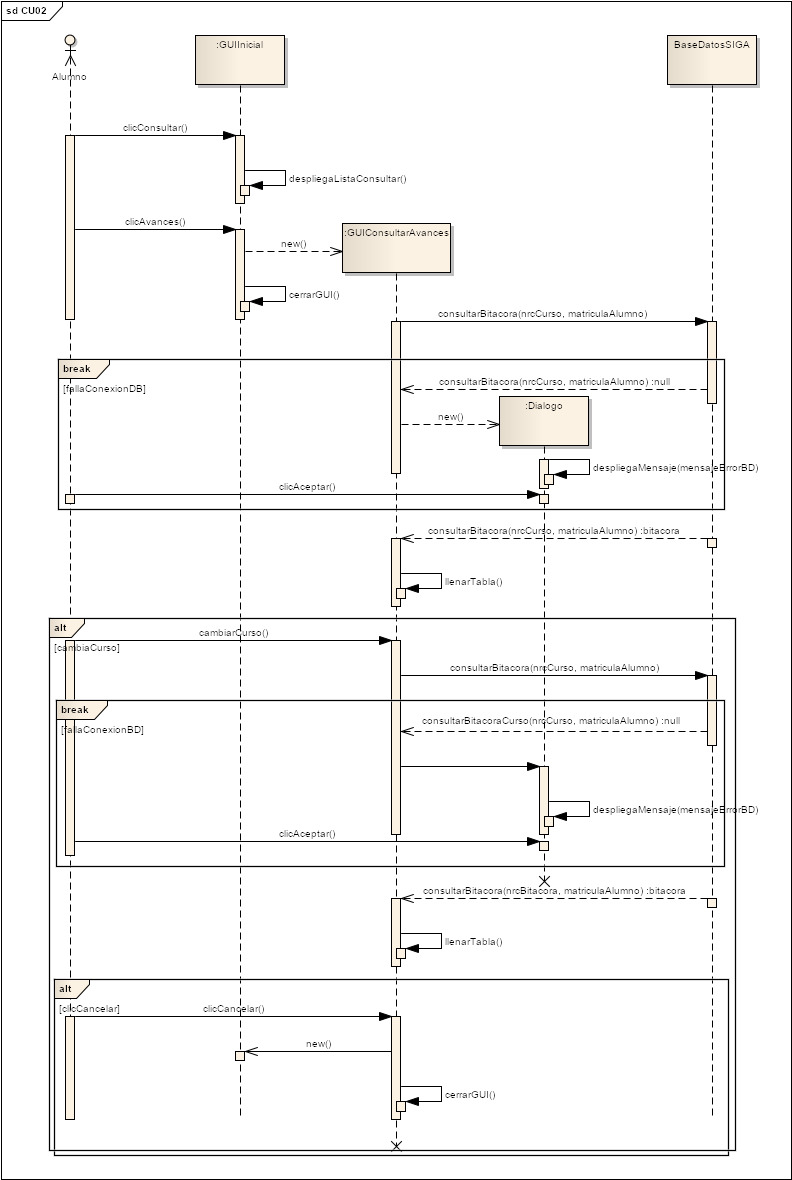 sd CU02
:GUIInicial
BaseDatosSIGA
Alumno
clicConsultar()
despliegaListaConsultar()
clicAvances()
:GUIConsultarAvances
new()
cerrarGUI()
consultarBitacora(nrcCurso, matriculaAlumno)
break
[fallaConexionDB]
consultarBitacora(nrcCurso, matriculaAlumno) :null
:Dialogo
new()
despliegaMensaje(mensajeErrorBD)
clicAceptar()
consultarBitacora(nrcCurso, matriculaAlumno) :bitacora
llenarTabla()
alt
cambiarCurso()
[cambiaCurso]
consultarBitacora(nrcCurso, matriculaAlumno)
break
consultarBitacoraCurso(nrcCurso, matriculaAlumno) :null
[fallaConexionBD]
despliegaMensaje(mensajeErrorBD)
clicAceptar()
consultarBitacora(nrcBitacora, matriculaAlumno) :bitacora
llenarTabla()
alt
[clicCancelar]
clicCancelar()
new()
cerrarGUI()